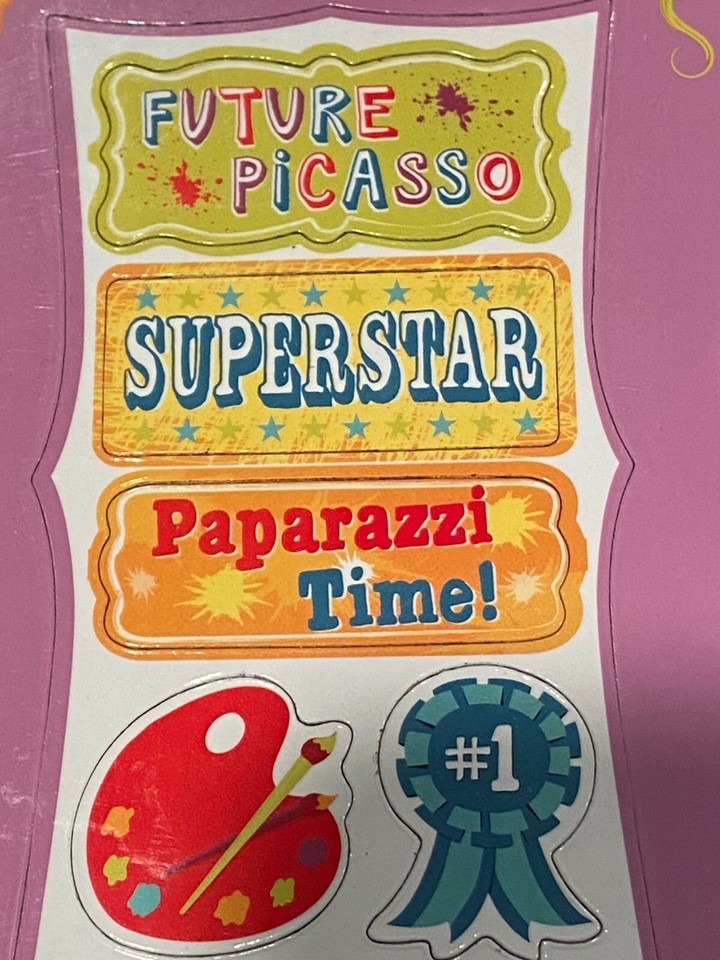 FUTURE
PiCASSO
SUPERSTAR
Paparazzi
Time!
#1